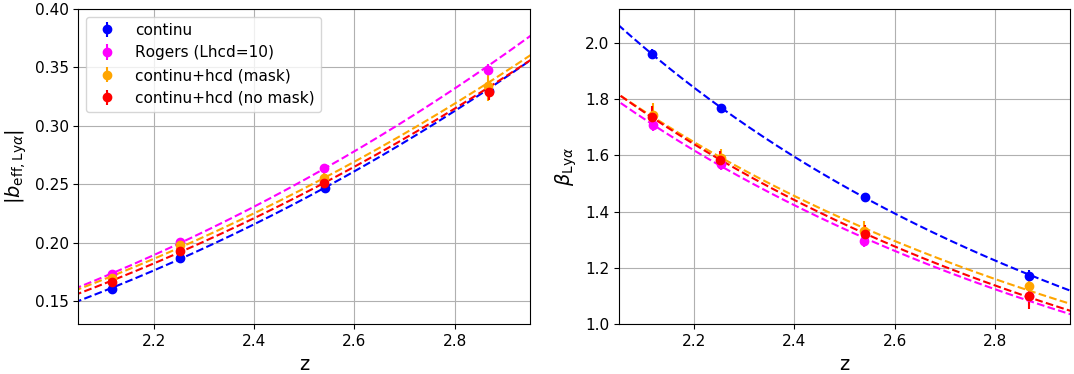 0.40
0.35
0.30
0.25
0.20
0.15
|b_eff, Lyα|
continu
Rogers (Lhcd=10)
continu+hcd (mask)
continu+hcd (no mask)
2.2
2.4
2.6
2.8
z
2.0
1.8
1.6
1.4
1.2
1.0
β_Lyα
2.2
2.4
2.6
2.8
z